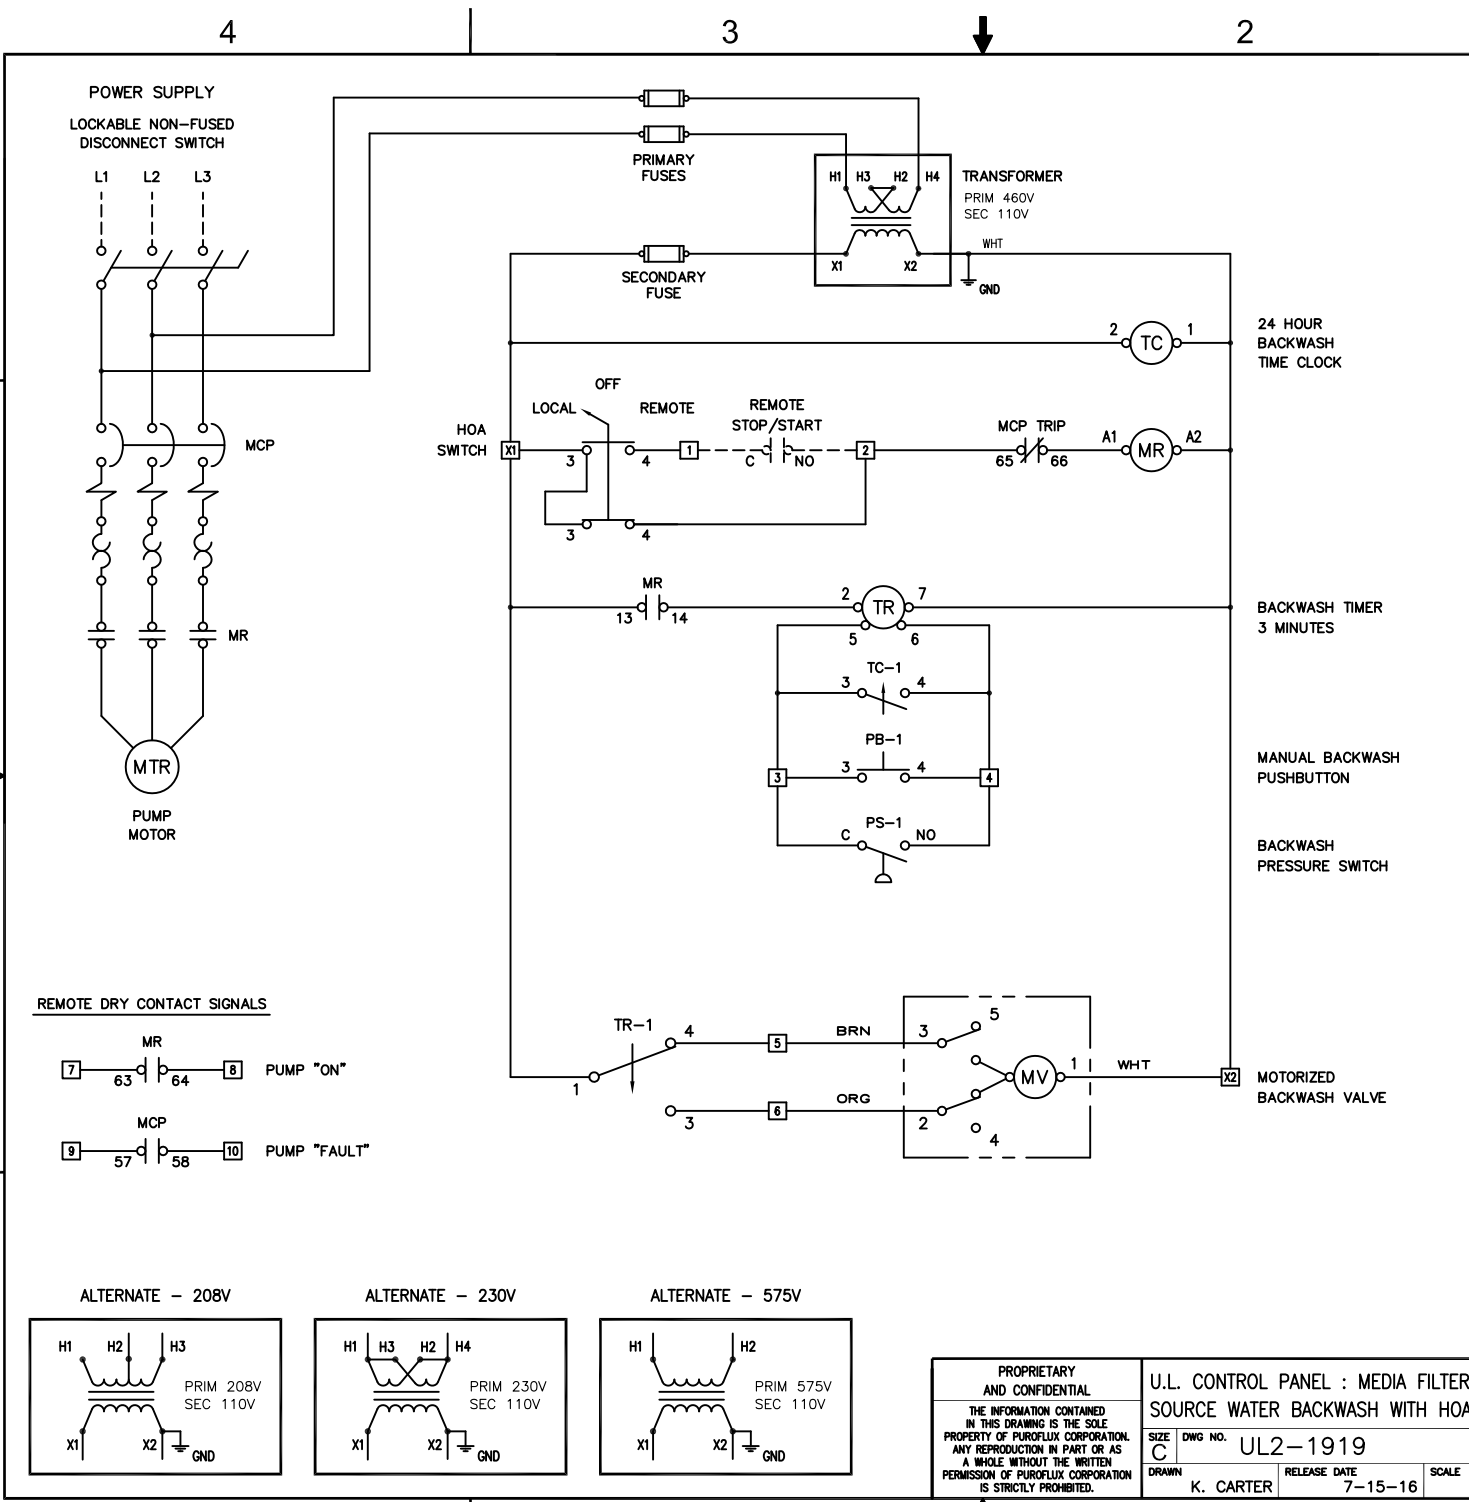 4
3
2
POWER SUPPLY
LOCKABLE NON-FUSED
DISCONNECT SWITCH
L1 L2 L3
PRIMARY
FUSES
H1 H3 H2 H4
TRANSFORMER
PRIM 460V
SEC 110V
WHT
X1 X2
GND
SECONDARY
FUSE
2 TC 1
24 HOUR
BACKWASH
TIME CLOCK
MCP
HOA
SWITCH
X1
OFF
LOCAL
REMOTE
REMOTE
STOP/START
3 4 1 C NO 2
MCP TRIP
65 66
A1 MR A2
3 4
MR
13 14
2 TR 7
5 6
BACKWASH TIMER
3 MINUTES
MR
TC-1
3 4
PB-1
3 3 4 4
MANUAL BACKWASH
PUSHBUTTON
PS-1
C NO
BACKWASH
PRESSURE SWITCH
MTR
PUMP
MOTOR
REMOTE DRY CONTACT SIGNALS
MR
7 63 64 8 PUMP "ON"
MCP
9 57 58 10 PUMP "FAULT"
TR-1
4 5 BRN 3 5
1
MV 1 WHT X2
MOTORIZED
BACKWASH VALVE
3 6 ORG 2 4
ALTERNATE - 208V
H1 H2 H3
PRIM 208V
SEC 110V
X1 X2 GND
ALTERNATE - 230V
H1 H3 H2 H4
PRIM 230V
SEC 110V
X1 X2 GND
ALTERNATE - 575V
H1 H2
PRIM 575V
SEC 110V
X1 X2 GND
PROPRIETARY
AND CONFIDENTIAL
THE INFORMATION CONTAINED
IN THIS DRAWING IS THE SOLE
PROPERTY OF PUROFLUX CORPORATION.
ANY REPRODUCTION IN PART OR AS
A WHOLE WITHOUT THE WRITTEN
PERMISSION OF PUROFLUX CORPORATION
IS STRICTLY PROHIBITED.
U.L. CONTROL PANEL : MEDIA FILTER
SOURCE WATER BACKWASH WITH HOA
SIZE C
DWG NO. UL2-1919
DRAWN K. CARTER
RELEASE DATE 7-15-16
SCALE